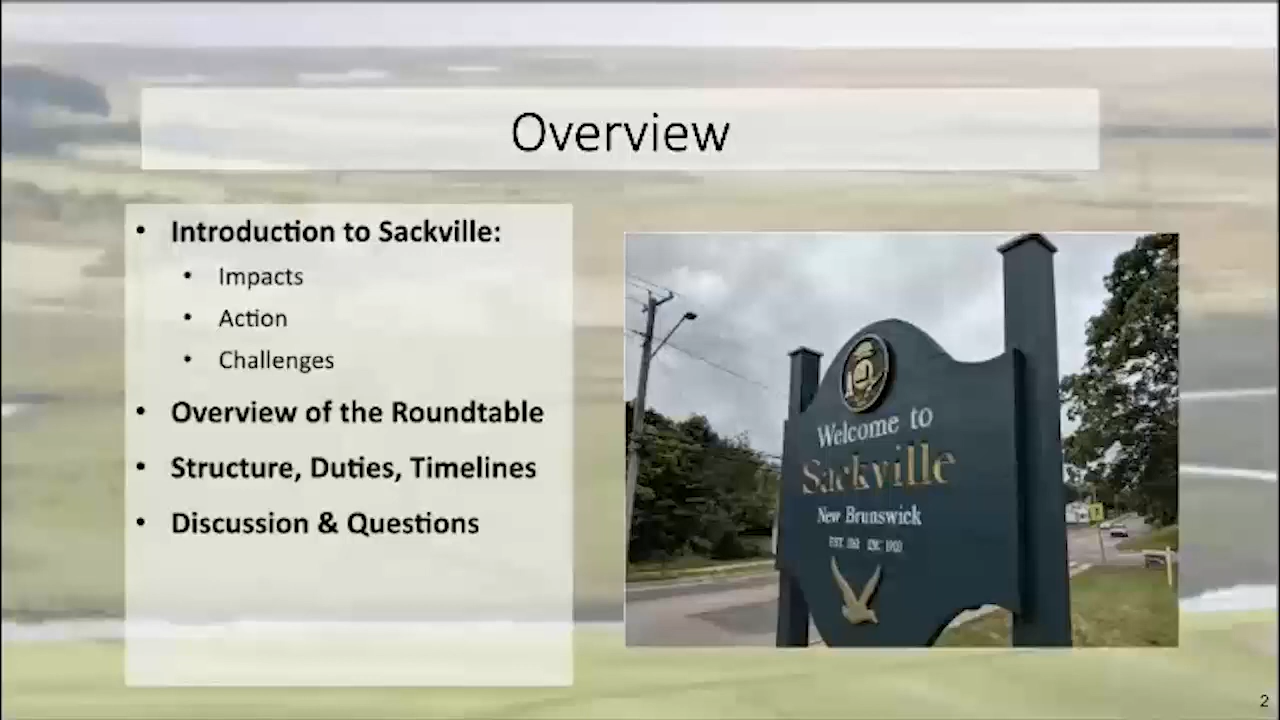 Overview
• Introduction to Sackville:
• Impacts
• Action
• Challenges
• Overview of the Roundtable
• Structure, Duties, Timelines
• Discussion & Questions
Welcome to
Sackville
New Brunswick
2